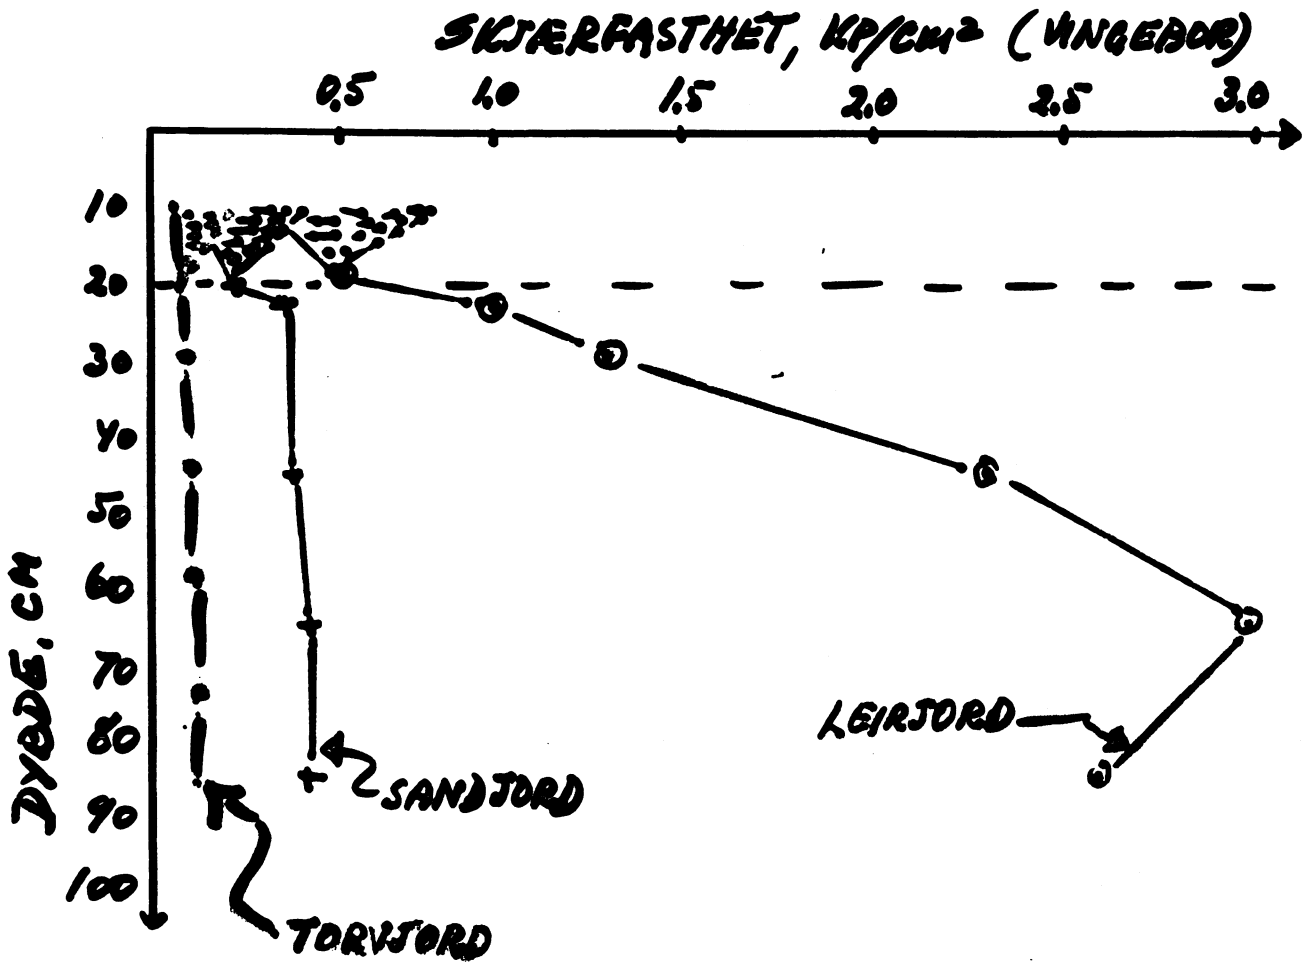 SKJÆRFASTHET, KP/CM² (VINGEBOR)
0.5 1.0 1.5 2.0 2.5 3.0
10
20
30
40
50
60
70
80
90
100
DYBDE, CM
LEIRJORD
SANDJORD
TORVJORD